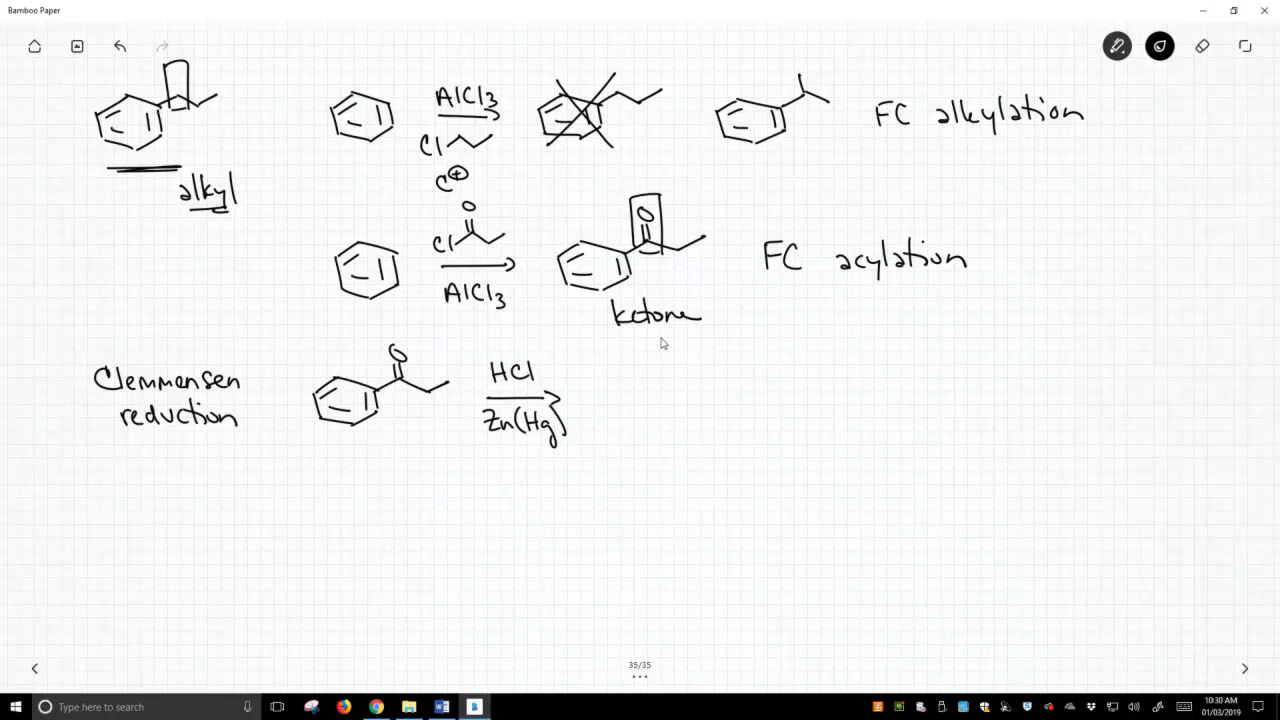 Bamboo Paper
AlCl3
Cl
C⊕
FC alkylation
alkyl
O
Cl
AlCl3
O
ketone
FC acylation
Clemmensen
reduction
O
HCl
Zn(Hg)
35/35
Type here to search
10:30 AM
01/03/2019